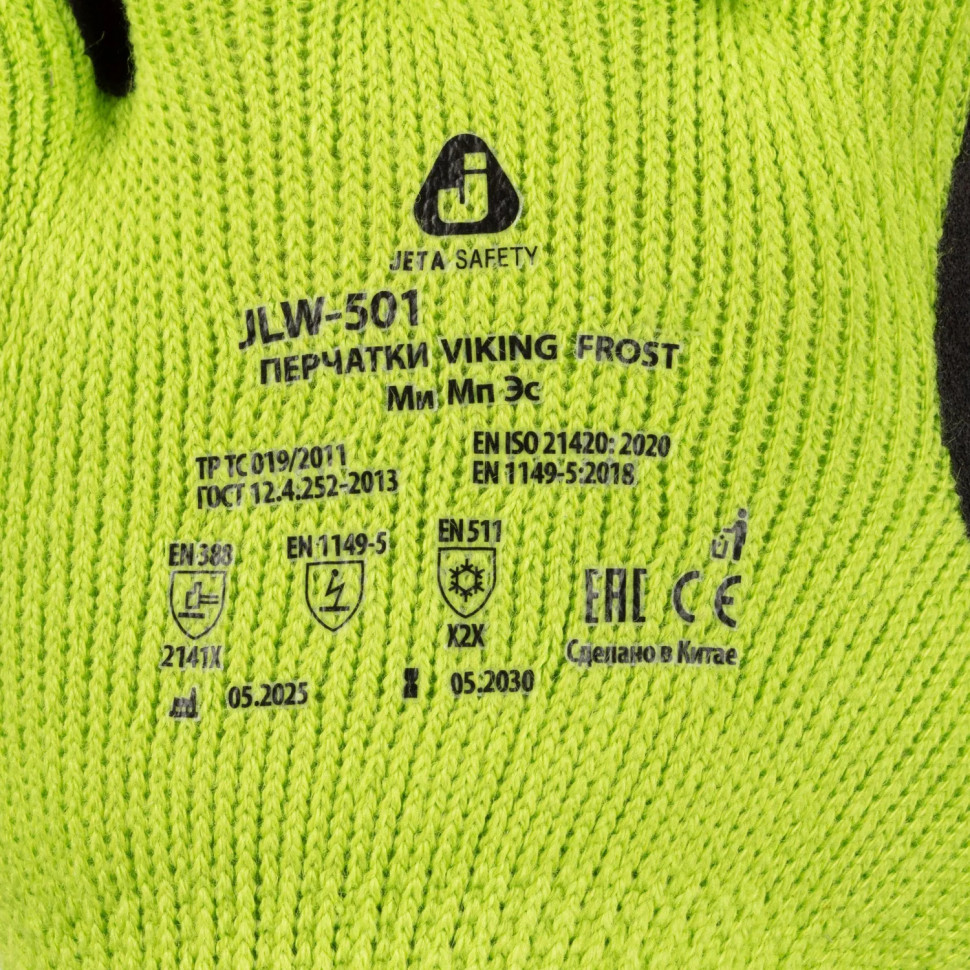 JETA SAFETY
JLW-501
ПЕРЧАТКИ VIKING FROST
Ми Мп Эс
ТР ТС 019/2011
ГОСТ 12.4.252-2013
EN ISO 21420: 2020
EN 1149-5:2018
EN 388
2141X
EN 1149-5
EN 511
X2X
EAC CE
Сделано в Китае
05.2025
05.2030